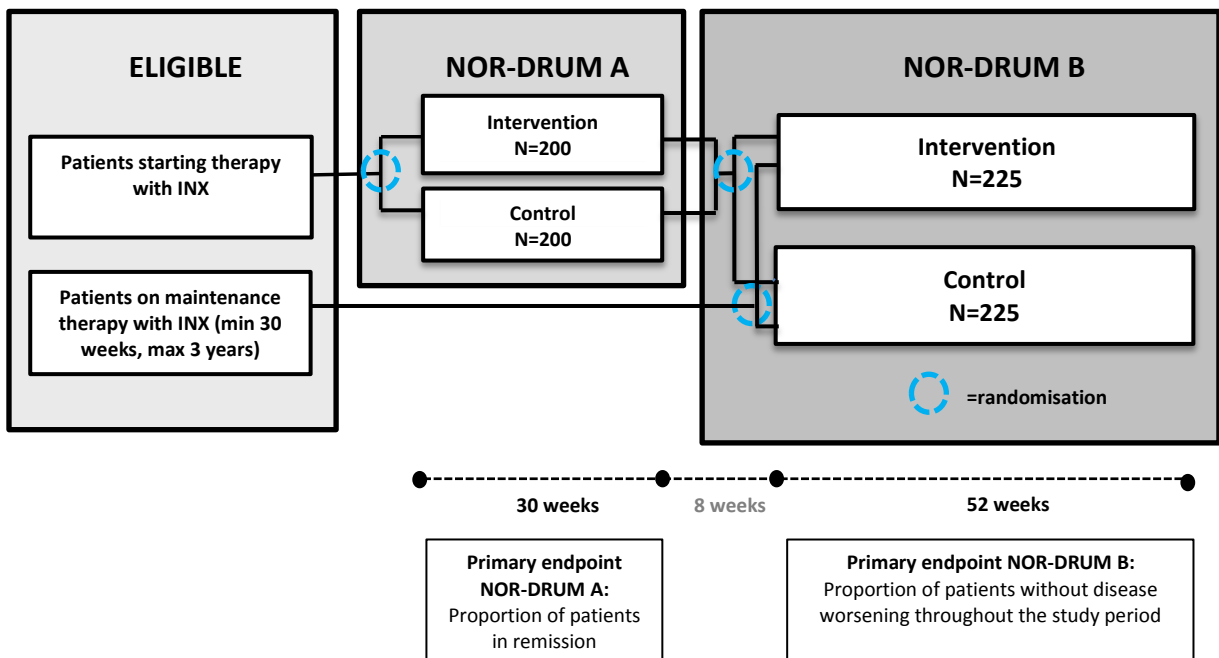 ELIGIBLE
Patients starting therapy
with INX
Patients on maintenance
therapy with INX (min 30
weeks, max 3 years)
NOR-DRUM A
Intervention
N=200
Control
N=200
NOR-DRUM B
Intervention
N=225
Control
N=225
=randomisation
30 weeks
8 weeks
52 weeks
Primary endpoint
NOR-DRUM A:
Proportion of patients
in remission
Primary endpoint NOR-DRUM B:
Proportion of patients without disease
worsening throughout the study period